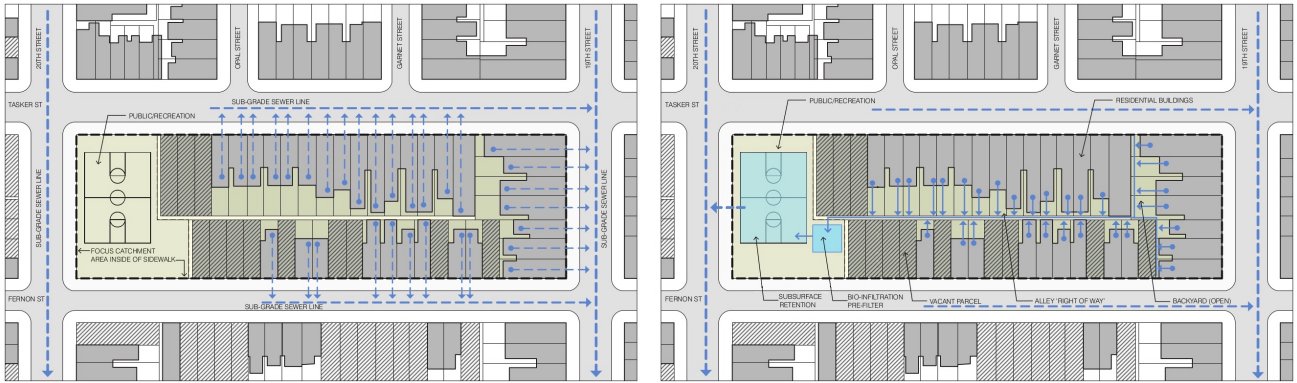 20TH STREET
OPAL STREET
GARNET STREET
19TH STREET
TASKER ST
SUB-GRADE SEWER LINE
PUBLIC/RECREATION
SUB-GRADE SEWER LINE
SUB-GRADE SEWER LINE
FOCUS CATCHMENT
AREA INSIDE OF SIDEWALK
FERNON ST
SUB-GRADE SEWER LINE
20TH STREET
OPAL STREET
GARNET STREET
19TH STREET
TASKER ST
PUBLIC/RECREATION
RESIDENTIAL BUILDINGS
FERNON ST
SUBSURFACE
RETENTION
BIO-INFILTRATION
PRE-FILTER
VACANT PARCEL
ALLEY 'RIGHT OF WAY'
BACKYARD (OPEN)